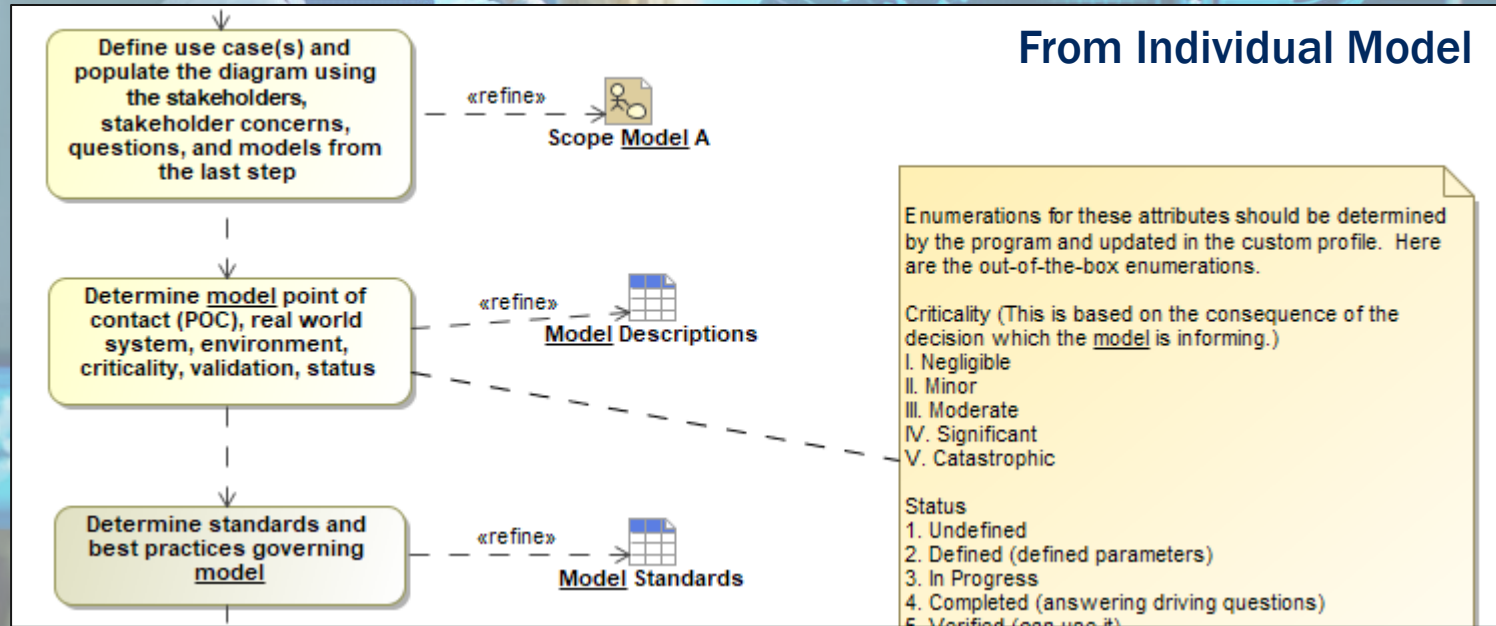 From Individual Model
Define use case(s) and
populate the diagram using
the stakeholders,
stakeholder concerns,
questions, and models from
the last step
«refine»
Scope Model A
Determine model point of
contact (POC), real world
system, environment,
criticality, validation, status
«refine»
Model Descriptions
Determine standards and
best practices governing
model
«refine»
Model Standards
Enumerations for these attributes should be determined
by the program and updated in the custom profile.  Here
are the out-of-the-box enumerations.
Criticality (This is based on the consequence of the
decision which the model is informing.)
I. Negligible
II. Minor
III. Moderate
IV. Significant
V. Catastrophic
Status
1. Undefined
2. Defined (defined parameters)
3. In Progress
4. Completed (answering driving questions)
5. Verified (can use it)